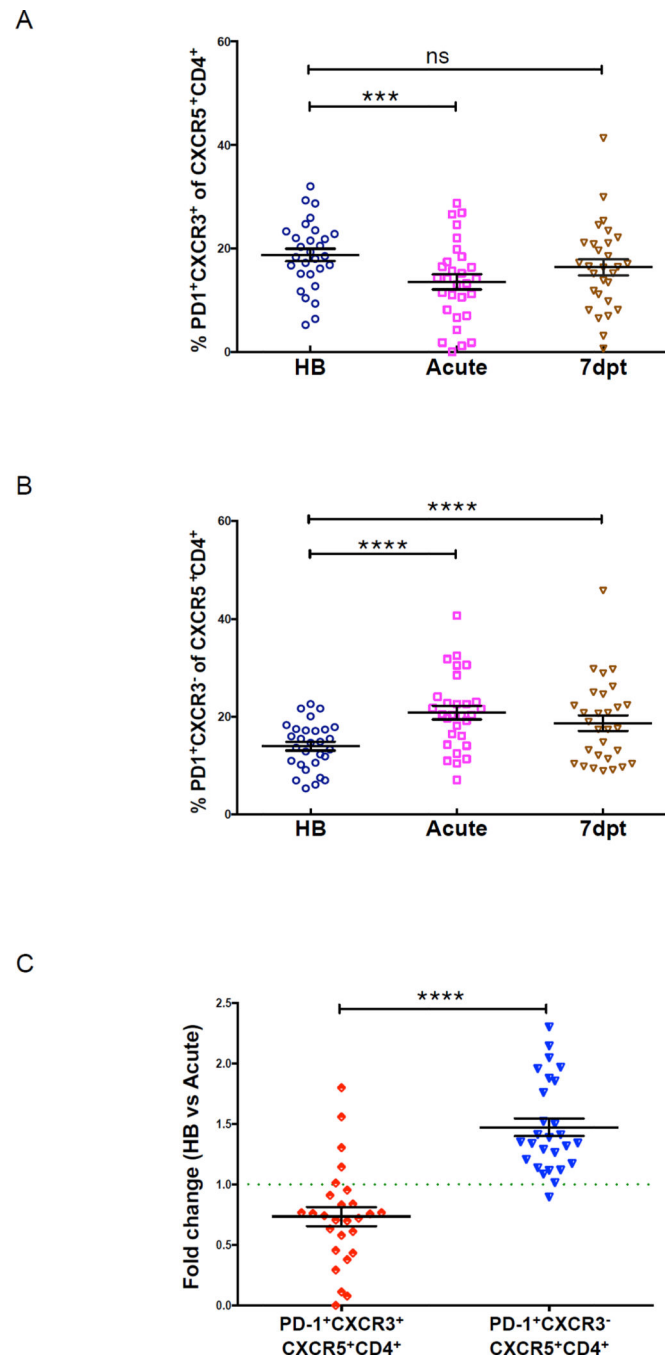 A
% PD1⁺CXCR3⁺ of CXCR5⁺CD4⁺
60
40
20
0
ns
***
HB Acute 7dpt
B
% PD1⁺CXCR3⁻ of CXCR5⁺CD4⁺
60
40
20
0
****
****
HB Acute 7dpt
C
Fold change (HB vs Acute)
2.5
2.0
1.5
1.0
0.5
0.0
****
PD-1⁺CXCR3⁺ PD-1⁺CXCR3⁻
CXCR5⁺CD4⁺ CXCR5⁺CD4⁺